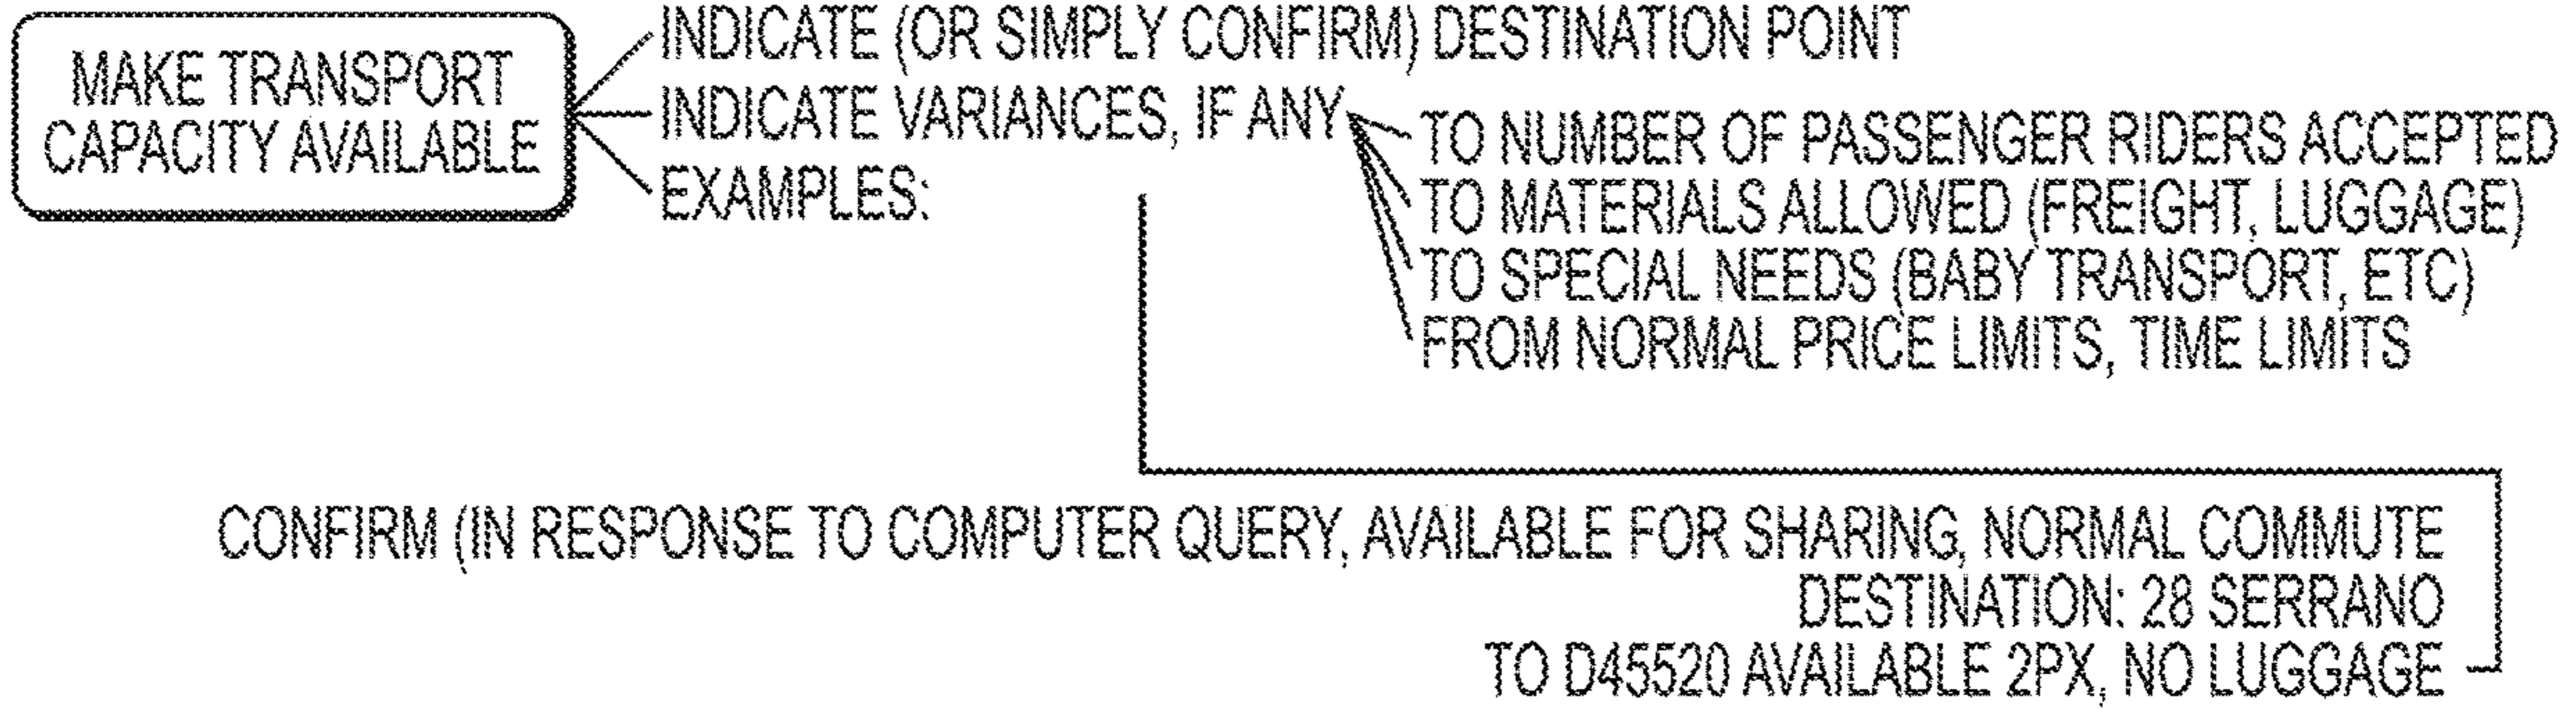 MAKE TRANSPORT
CAPACITY AVAILABLE
INDICATE (OR SIMPLY CONFIRM) DESTINATION POINT
INDICATE VARIANCES, IF ANY
TO NUMBER OF PASSENGER RIDERS ACCEPTED
TO MATERIALS ALLOWED (FREIGHT, LUGGAGE)
TO SPECIAL NEEDS (BABY TRANSPORT, ETC)
FROM NORMAL PRICE LIMITS, TIME LIMITS
EXAMPLES:
CONFIRM (IN RESPONSE TO COMPUTER QUERY, AVAILABLE FOR SHARING, NORMAL COMMUTE
DESTINATION: 28 SERRANO
TO D45520 AVAILABLE 2PX, NO LUGGAGE